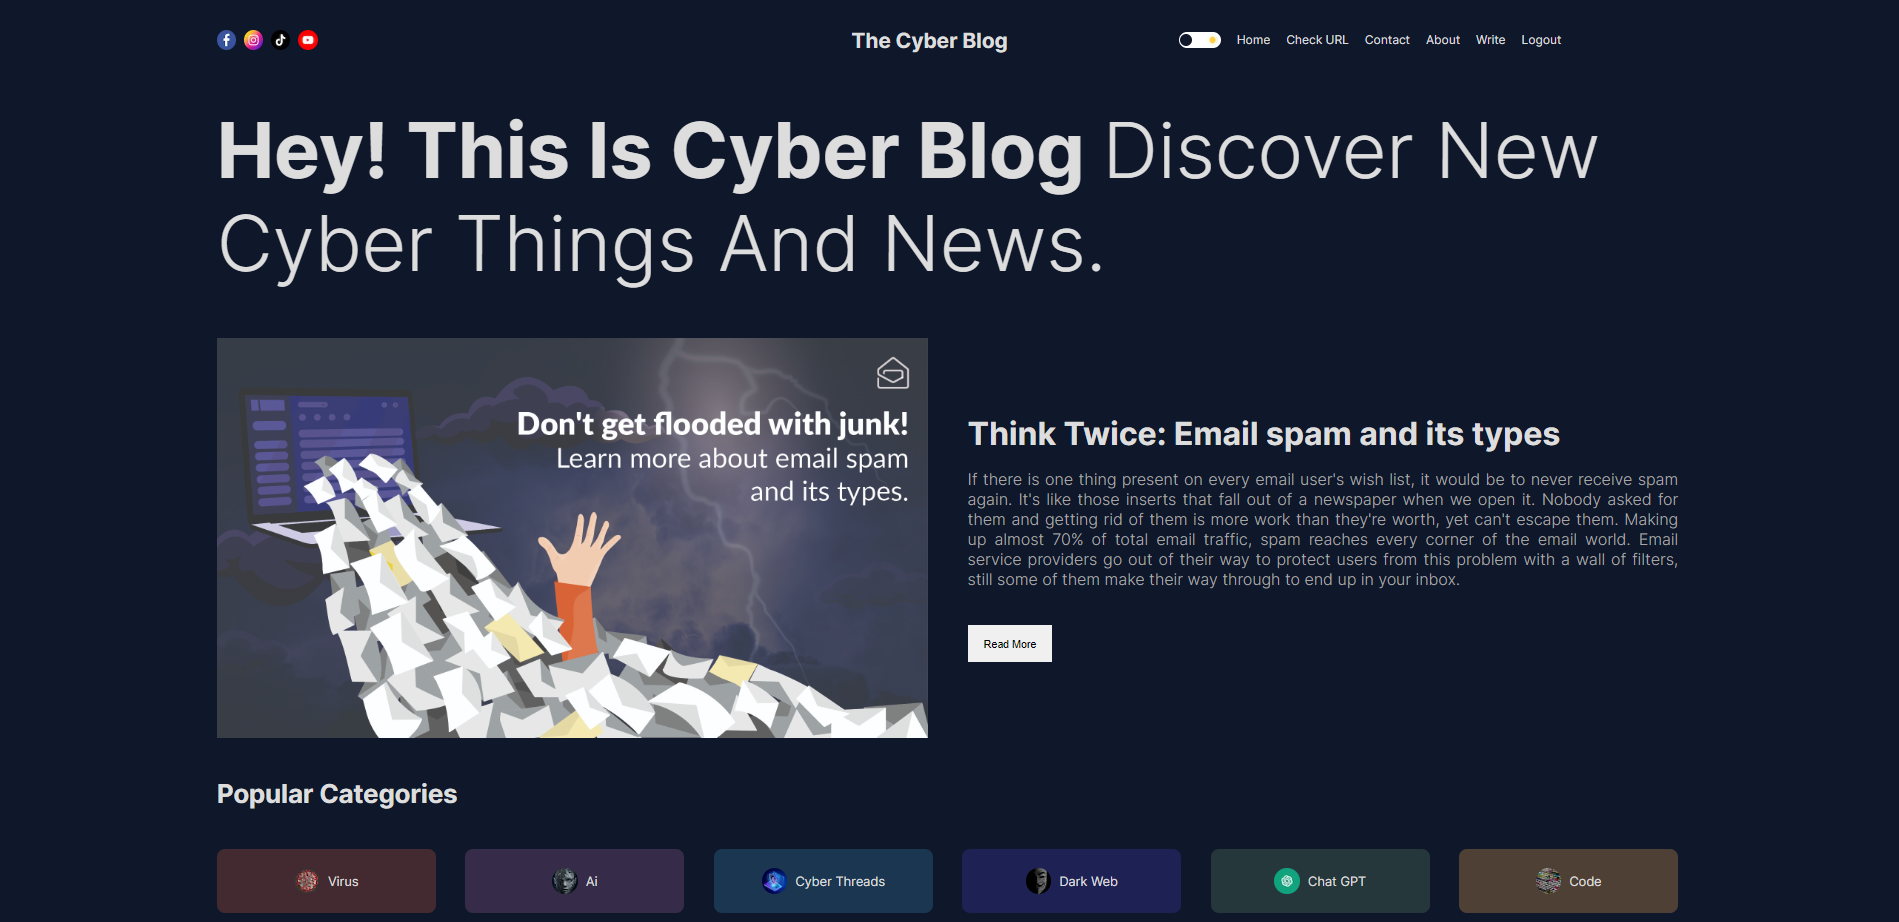 The Cyber Blog
Home Check URL Contact About Write Logout
Hey! This Is Cyber Blog Discover New
Cyber Things And News.
Don't get flooded with junk!
Learn more about email spam
and its types.
Think Twice: Email spam and its types
If there is one thing present on every email user's wish list, it would be to never receive spam
again. It's like those inserts that fall out of a newspaper when we open it. Nobody asked for
them and getting rid of them is more work than they're worth, yet can't escape them. Making
up almost 70% of total email traffic, spam reaches every corner of the email world. Email
service providers go out of their way to protect users from this problem with a wall of filters,
still some of them make their way through to end up in your inbox.
Read More
Popular Categories
Virus
Ai
Cyber Threads
Dark Web
Chat GPT
Code